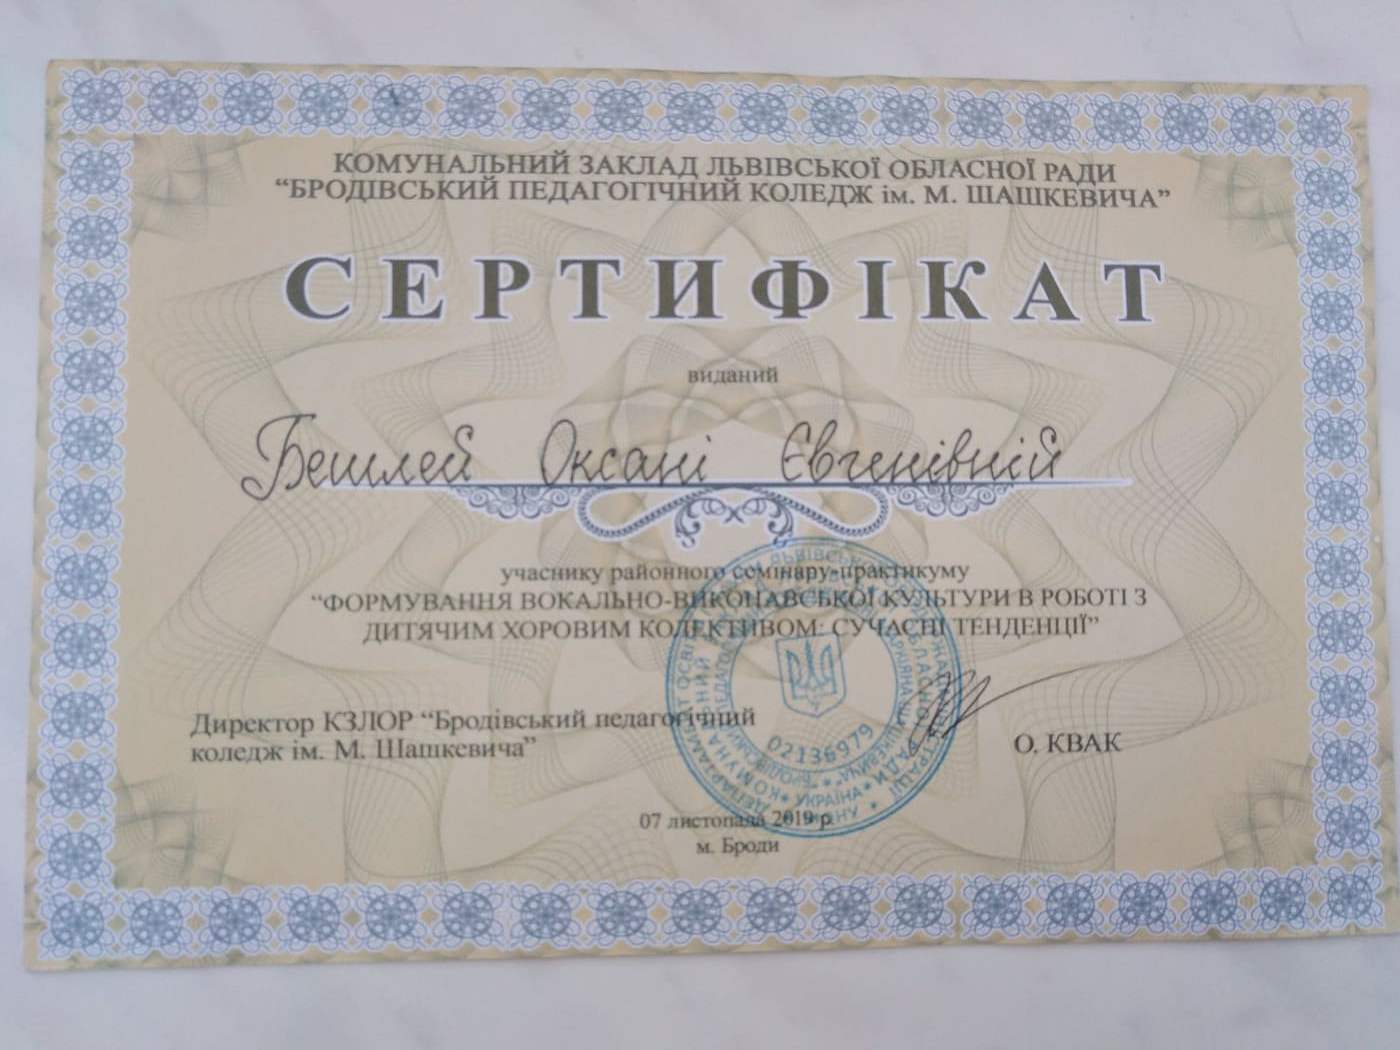 КОМУНАЛЬНИЙ ЗАКЛАД ЛЬВІВСЬКОЇ ОБЛАСНОЇ РАДИ
“БРОДІВСЬКИЙ ПЕДАГОГІЧНИЙ КОЛЕДЖ ім. М. ШАШКЕВИЧА”
СЕРТИФІКАТ
виданий
Бешлей Оксані Євгенівній
учаснику районного семінару-практикуму
“ФОРМУВАННЯ ВОКАЛЬНО-ВИКОНАВСЬКОЇ КУЛЬТУРИ В РОБОТІ З
ДИТЯЧИМ ХОРОВИМ КОЛЕКТИВОМ: СУЧАСНІ ТЕНДЕНЦІЇ”
Директор КЗЛОР “Бродівський педагогічний
коледж ім. М. Шашкевича”
О. КВАК
02136979
УКРАЇНА
07 листопада 2019 р.
м. Броди